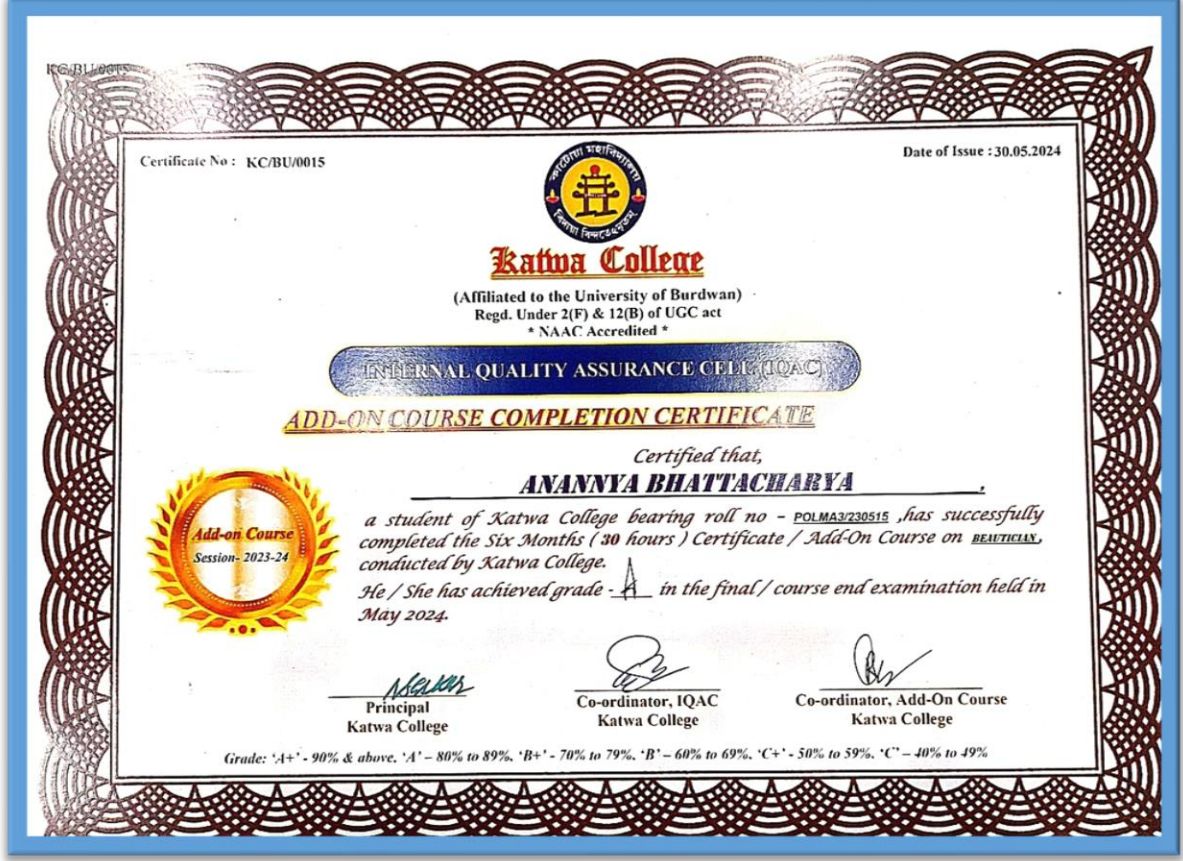 KC/BU/0015
Certificate No : KC/BU/0015
Date of Issue : 30.05.2024
কাটোয়া মহাবিদ্যালয়
বিদ্যয়া বিন্দতেঽমৃতম্
Katwa College
(Affiliated to the University of Burdwan)
Regd. Under 2(F) & 12(B) of UGC act
* NAAC Accredited *
INTERNAL QUALITY ASSURANCE CELL (IQAC)
ADD-ON COURSE COMPLETION CERTIFICATE
Certified that,
ANANNYA BHATTACHARYA ,
a student of Katwa College bearing roll no - POLMA3/230515 ,has successfully
completed the Six Months ( 30 hours ) Certificate / Add-On Course on BEAUTICIAN,
conducted by Katwa College.
He / She has achieved grade - A in the final / course end examination held in
May 2024.
Add-on Course
Session- 2023-24
Principal
Katwa College
Co-ordinator, IQAC
Katwa College
Co-ordinator, Add-On Course
Katwa College
Grade: 'A+' - 90% & above, 'A' – 80% to 89%, 'B+' - 70% to 79%, 'B' – 60% to 69%, 'C+' - 50% to 59%, 'C' – 40% to 49%